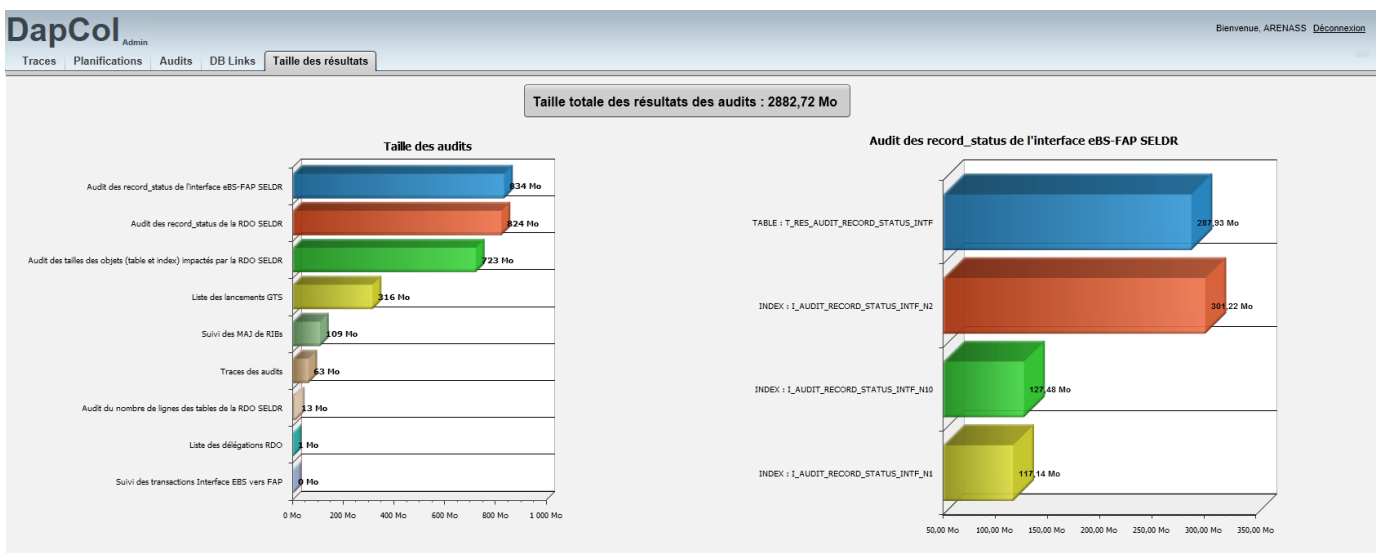 DapCol Admin
Bienvenue, ARENASS Déconnexion
Traces Planifications Audits DB Links Taille des résultats
Taille totale des résultats des audits : 2882,72 Mo
Taille des audits
Audit des record_status de l'interface eBS-FAP SELDR 834 Mo
Audit des record_status de la RDO SELDR 824 Mo
Audit des tailles des objets (table et index) impactés par la RDO SELDR 723 Mo
Liste des lancements GTS 316 Mo
Suivi des MAJ de RIBs 109 Mo
Traces des audits 63 Mo
Audit du nombre de lignes des tables de la RDO SELDR 13 Mo
Liste des délégations RDO 1 Mo
Suivi des transactions Interface EBS vers FAP 0 Mo
0 Mo 200 Mo 400 Mo 600 Mo 800 Mo 1 000 Mo
Audit des record_status de l'interface eBS-FAP SELDR
TABLE : T_RES_AUDIT_RECORD_STATUS_INTF 287,93 Mo
INDEX : I_AUDIT_RECORD_STATUS_INTF_N2 301,22 Mo
INDEX : I_AUDIT_RECORD_STATUS_INTF_N10 127,48 Mo
INDEX : I_AUDIT_RECORD_STATUS_INTF_N1 117,14 Mo
50,00 Mo 100,00 Mo 150,00 Mo 200,00 Mo 250,00 Mo 300,00 Mo 350,00 Mo